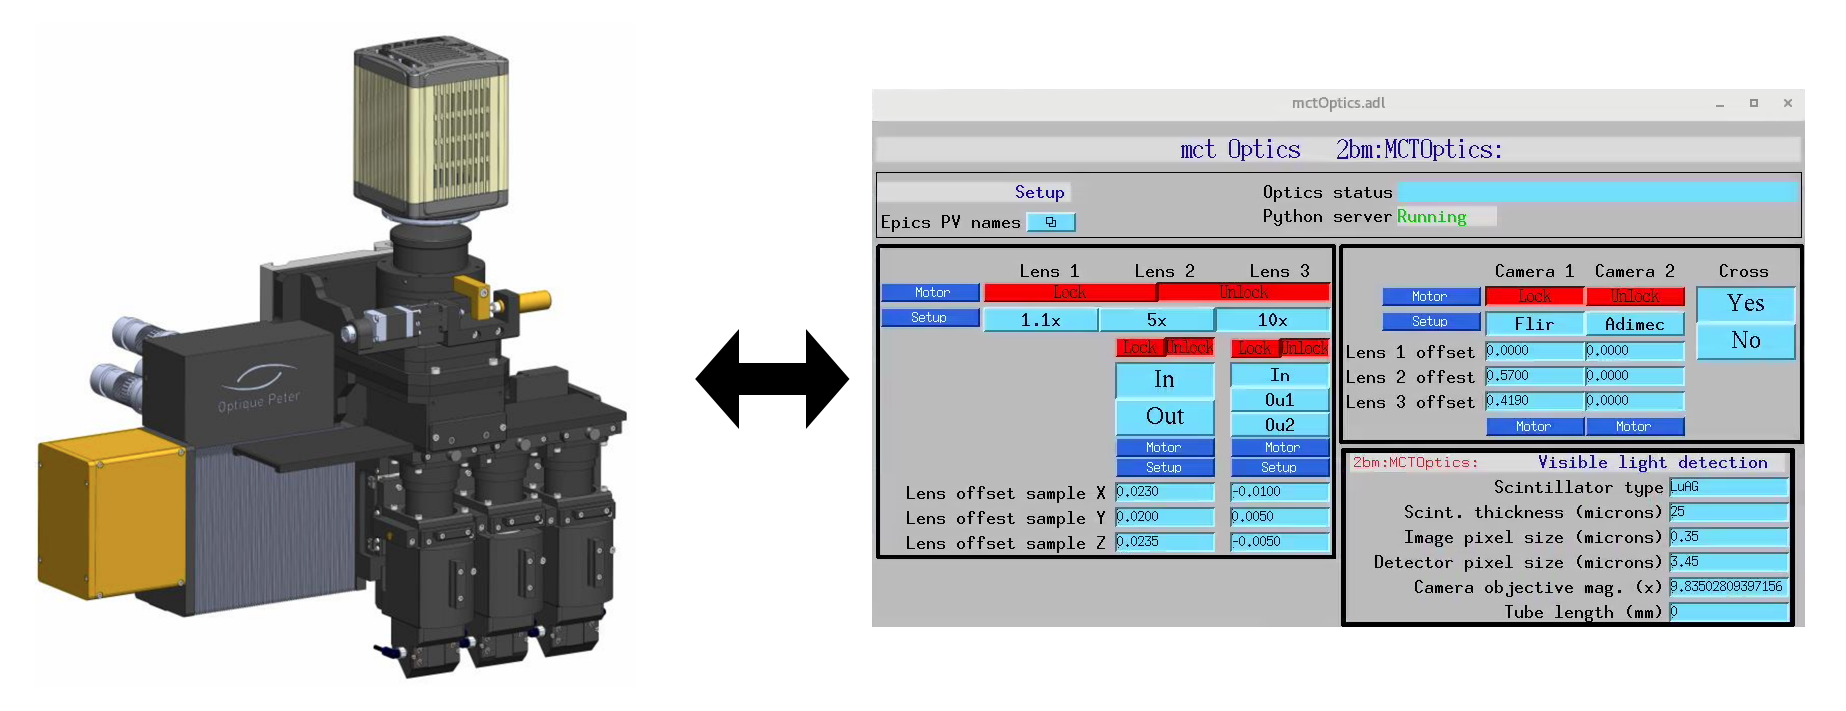 Optique Peter
mctOptics.adl
mct Optics 2bm:MCTOptics:
Setup
Epics PV names
Optics status
Python server Running
Lens 1 Lens 2 Lens 3
Motor Lock Unlock
Setup 1.1x 5x 10x
Lock Unlock Lock Unlock
In In
Out Ou1
Ou2
Motor Motor
Setup Setup
Lens offset sample X 0.0230 -0.0100
Lens offest sample Y 0.0200 0.0050
Lens offset sample Z 0.0235 -0.0050
Camera 1 Camera 2 Cross
Motor Lock Unlock Yes
Setup Flir Adimec No
Lens 1 offset 0.0000 0.0000
Lens 2 offest 0.5700 0.0000
Lens 3 offset 0.4190 0.0000
Motor Motor
2bm:MCTOptics: Visible light detection
Scintillator type LuAG
Scint. thickness (microns) 25
Image pixel size (microns) 0.35
Detector pixel size (microns) 3.45
Camera objective mag. (x) 9.83502809397156
Tube length (mm) 0